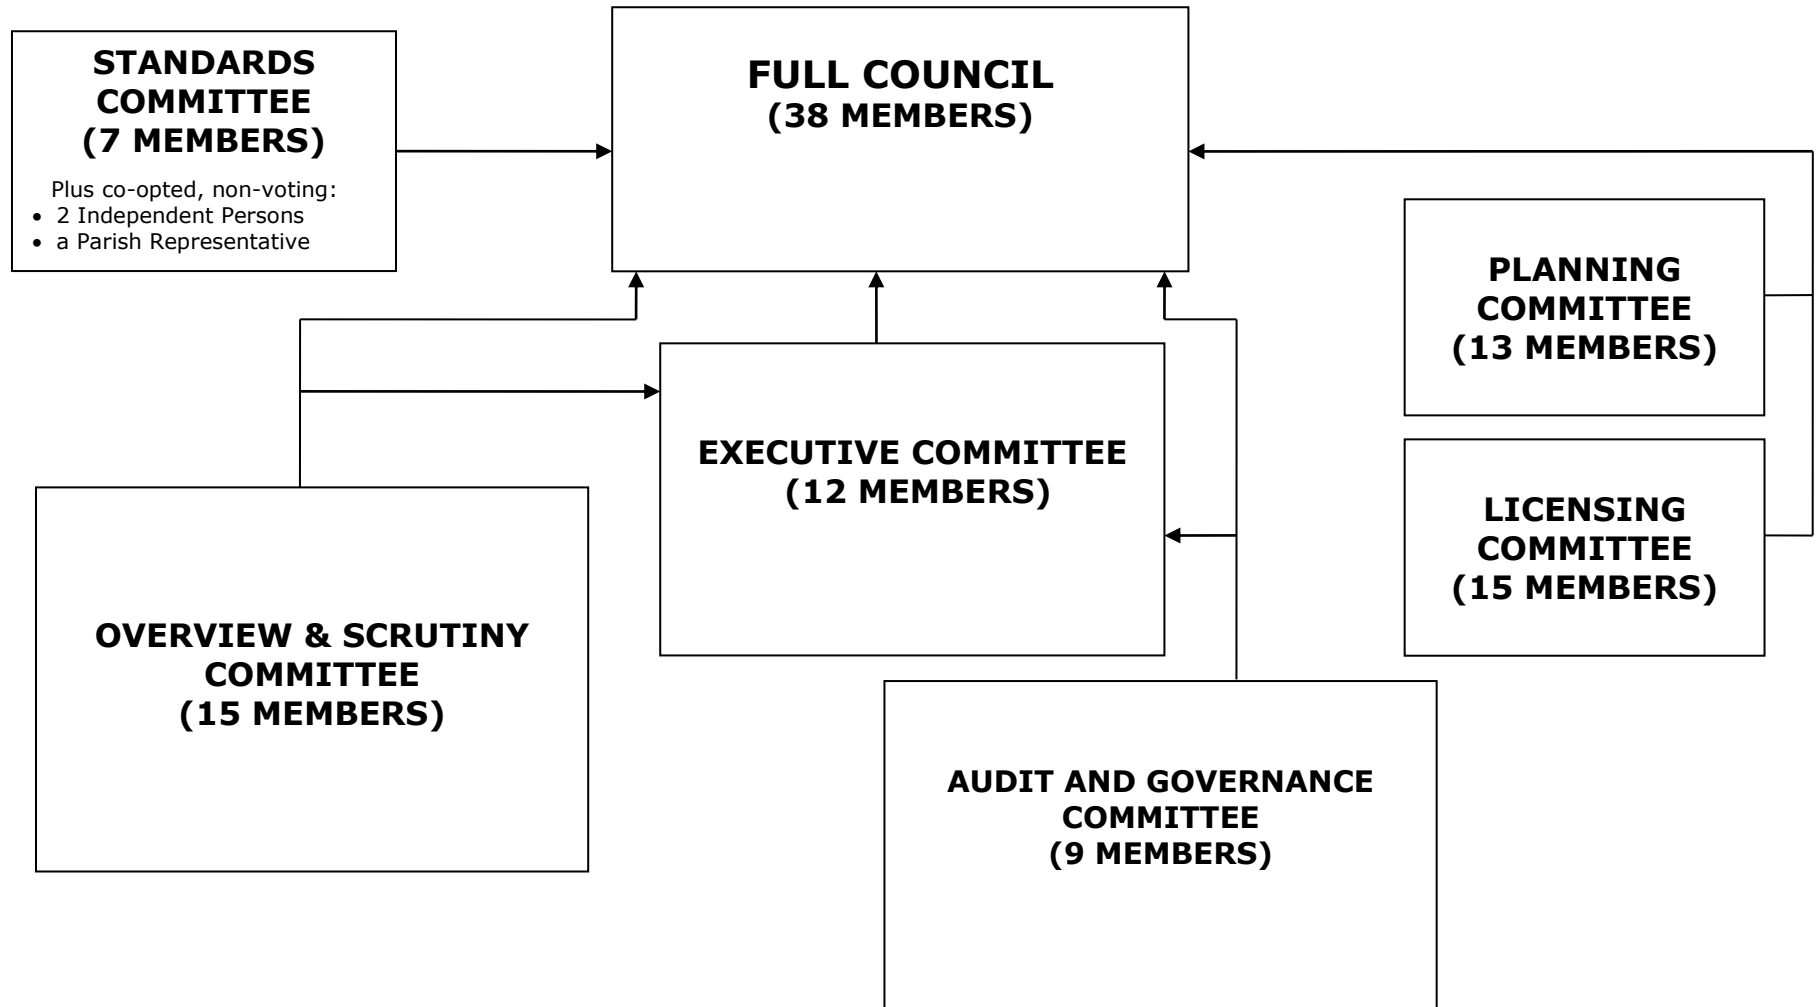 STANDARDS
COMMITTEE
(7 MEMBERS)
Plus co-opted, non-voting:
• 2 Independent Persons
• a Parish Representative
FULL COUNCIL
(38 MEMBERS)
PLANNING
COMMITTEE
(13 MEMBERS)
EXECUTIVE COMMITTEE
(12 MEMBERS)
LICENSING
COMMITTEE
(15 MEMBERS)
OVERVIEW & SCRUTINY
COMMITTEE
(15 MEMBERS)
AUDIT AND GOVERNANCE
COMMITTEE
(9 MEMBERS)